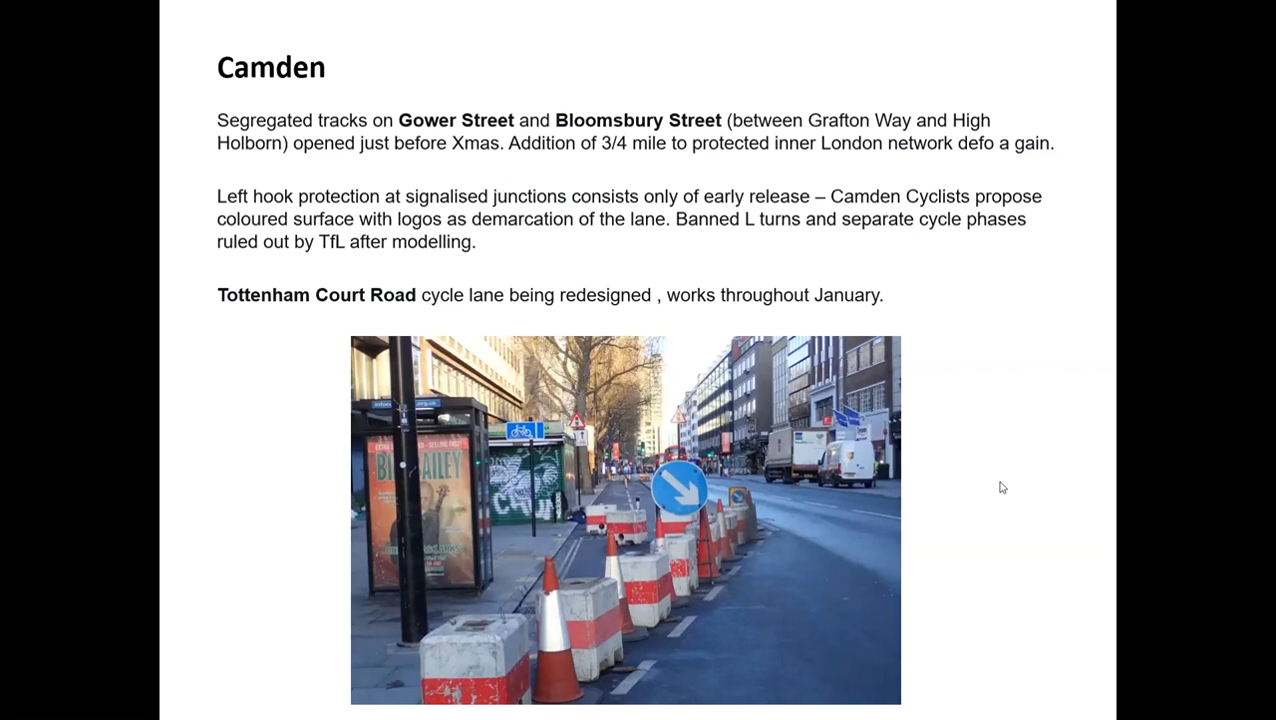 Camden
Segregated tracks on Gower Street and Bloomsbury Street (between Grafton Way and High
Holborn) opened just before Xmas. Addition of 3/4 mile to protected inner London network defo a gain.
Left hook protection at signalised junctions consists only of early release – Camden Cyclists propose
coloured surface with logos as demarcation of the lane. Banned L turns and separate cycle phases
ruled out by TfL after modelling.
Tottenham Court Road cycle lane being redesigned , works throughout January.
AILEY